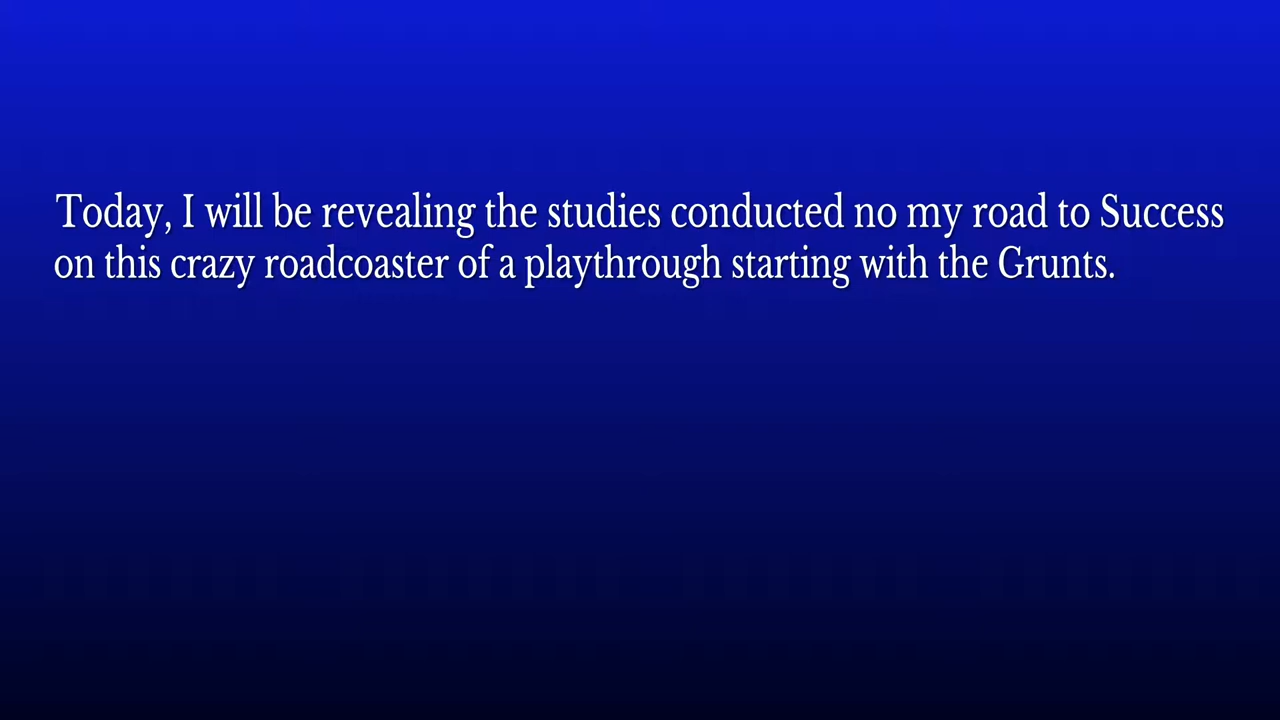 Today, I will be revealing the studies conducted no my road to Success
on this crazy roadcoaster of a playthrough starting with the Grunts.